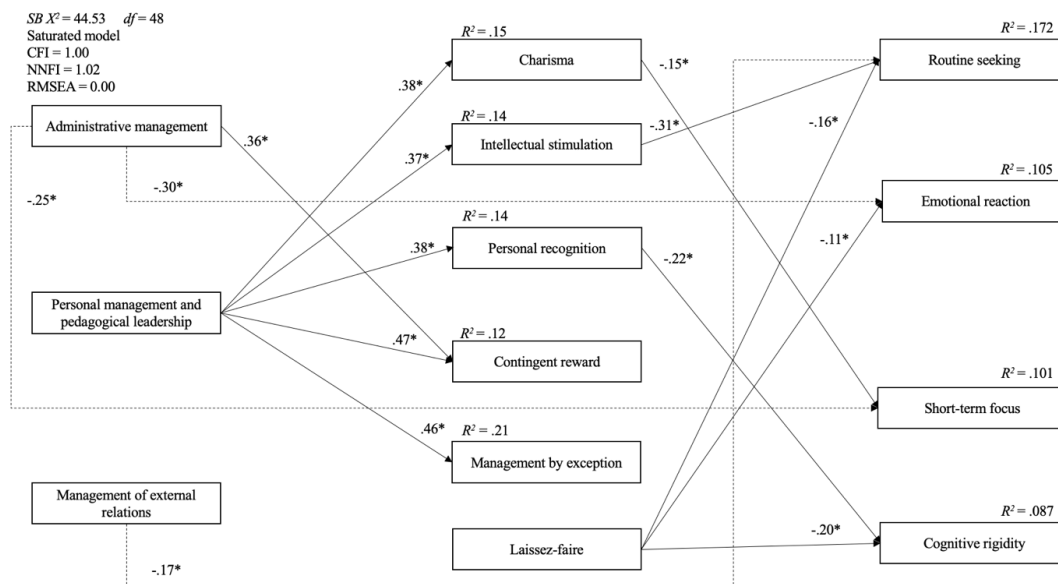 SB X² = 44.53 df = 48
Saturated model
CFI = 1.00
NNFI = 1.02
RMSEA = 0.00
Administrative management
-.25*
-.30*
Personal management and
pedagogical leadership
Management of external
relations
-.17*
.36*
.38*
.37*
.38*
.47*
.46*
R² = .15
Charisma
R² = .14
Intellectual stimulation
R² = .14
Personal recognition
R² = .12
Contingent reward
R² = .21
Management by exception
Laissez-faire
-.15*
-.31*
-.16*
-.11*
-.22*
-.20*
R² = .172
Routine seeking
R² = .105
Emotional reaction
R² = .101
Short-term focus
R² = .087
Cognitive rigidity